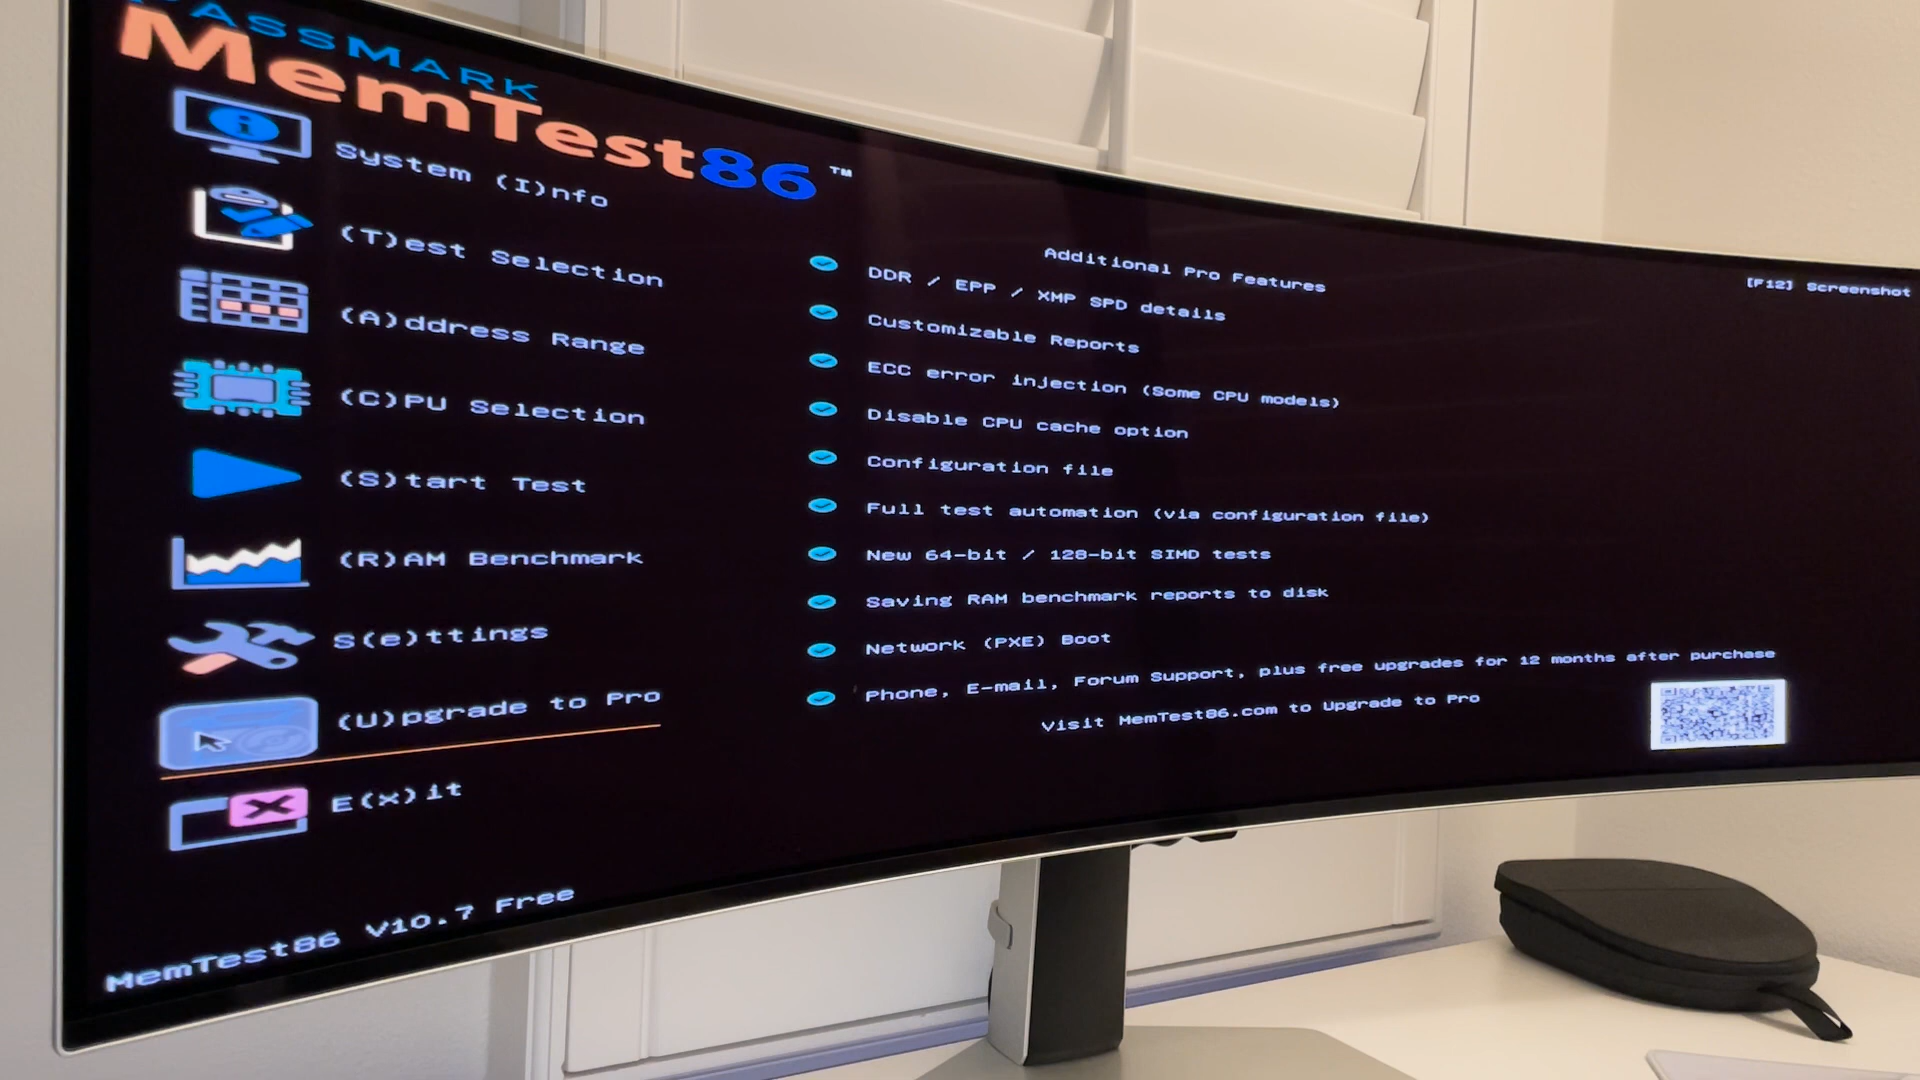 PASSMARK
MemTest86™
System (I)nfo
(T)est Selection
(A)ddress Range
(C)PU Selection
(S)tart Test
(R)AM Benchmark
S(e)ttings
(U)pgrade to Pro
E(x)it
MemTest86 V10.7 Free
Additional Pro Features
DDR / EPP / XMP SPD details
Customizable Reports
ECC error injection (Some CPU models)
Disable CPU cache option
Configuration file
Full test automation (via configuration file)
New 64-bit / 128-bit SIMD tests
Saving RAM benchmark reports to disk
Network (PXE) Boot
Phone, E-mail, Forum Support, plus free upgrades for 12 months after purchase
Visit MemTest86.com to Upgrade to Pro
[F12] Screenshot